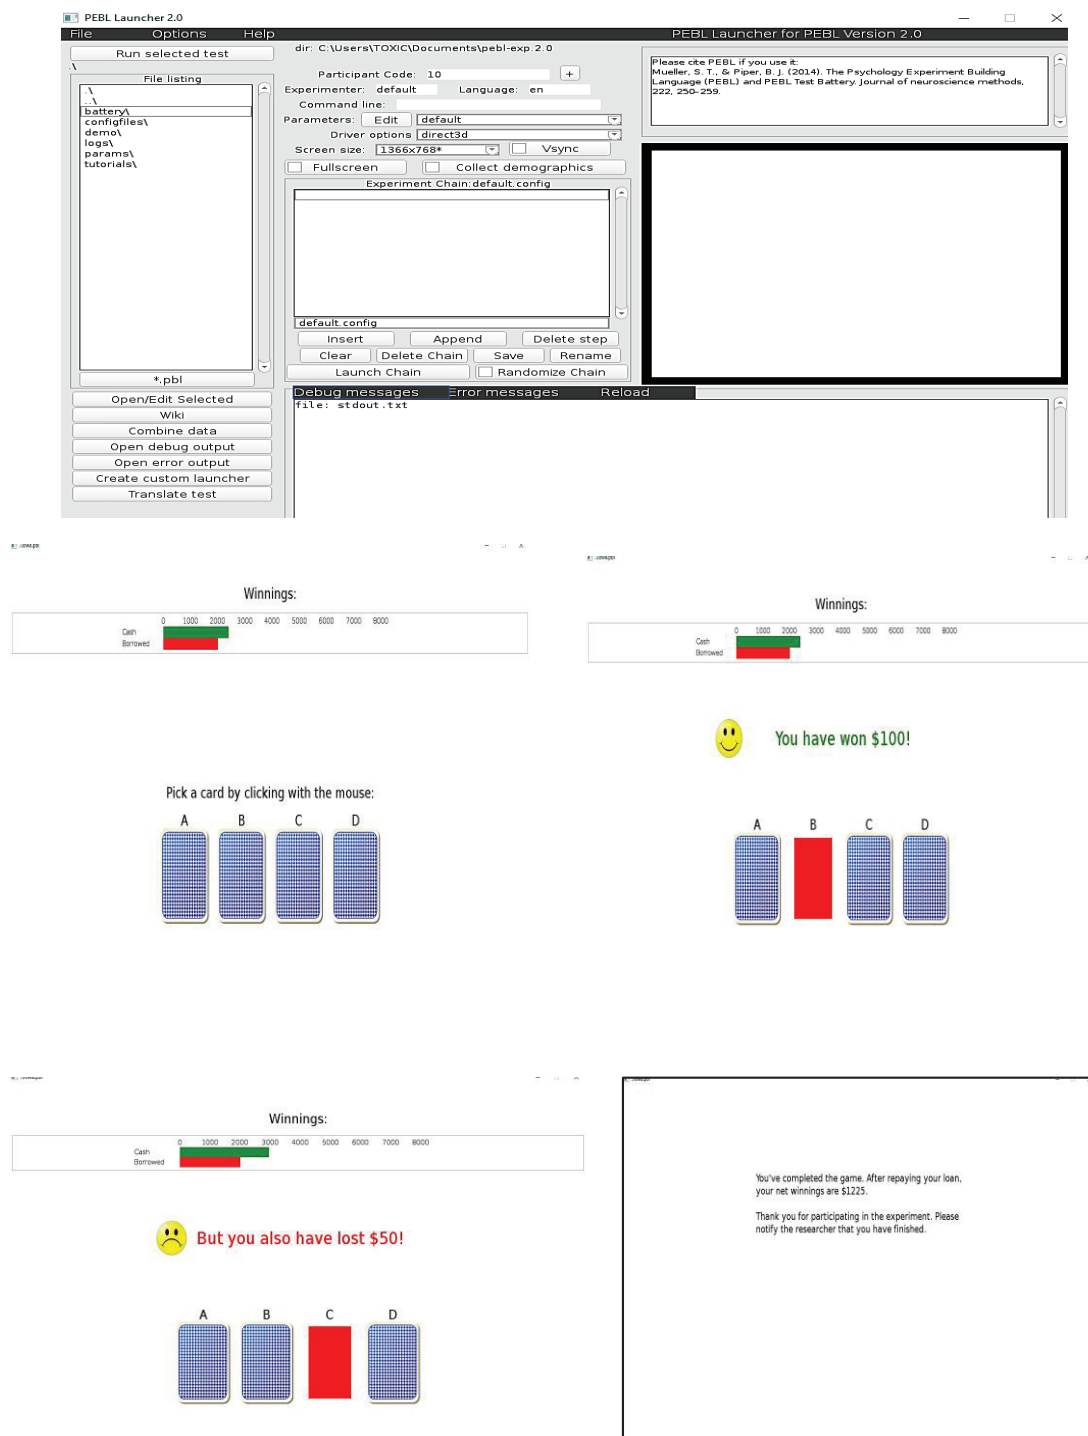 PEBL Launcher 2.0
File Options Help PEBL Launcher for PEBL Version 2.0
Run selected test
.\
File listing
.\
..\
battery\
configfiles\
demo\
logs\
params\
tutorials\
*.pbl
Open/Edit Selected
Wiki
Combine data
Open debug output
Open error output
Create custom launcher
Translate test
dir: C:\Users\TOXIC\Documents\pebl-exp.2.0
Participant Code: 10 +
Experimenter: default Language: en
Command line:
Parameters: Edit default
Driver options direct3d
Screen size: 1366x768* Vsync
Fullscreen Collect demographics
Experiment Chain:default.config
default.config
Insert Append Delete step
Clear Delete Chain Save Rename
Launch Chain Randomize Chain
Please cite PEBL if you use it:
Mueller, S. T., & Piper, B. J. (2014). The Psychology Experiment Building
Language (PEBL) and PEBL Test Battery. Journal of neuroscience methods,
222, 250-259.
Debug messages Error messages Reload
file: stdout.txt
Winnings:
0 1000 2000 3000 4000 5000 6000 7000 8000
Cash
Borrowed
Pick a card by clicking with the mouse:
A B C D
Winnings:
0 1000 2000 3000 4000 5000 6000 7000 8000
Cash
Borrowed
You have won $100!
A B C D
Winnings:
0 1000 2000 3000 4000 5000 6000 7000 8000
Cash
Borrowed
But you also have lost $50!
A B C D
You've completed the game. After repaying your loan,
your net winnings are $1225.
Thank you for participating in the experiment. Please
notify the researcher that you have finished.